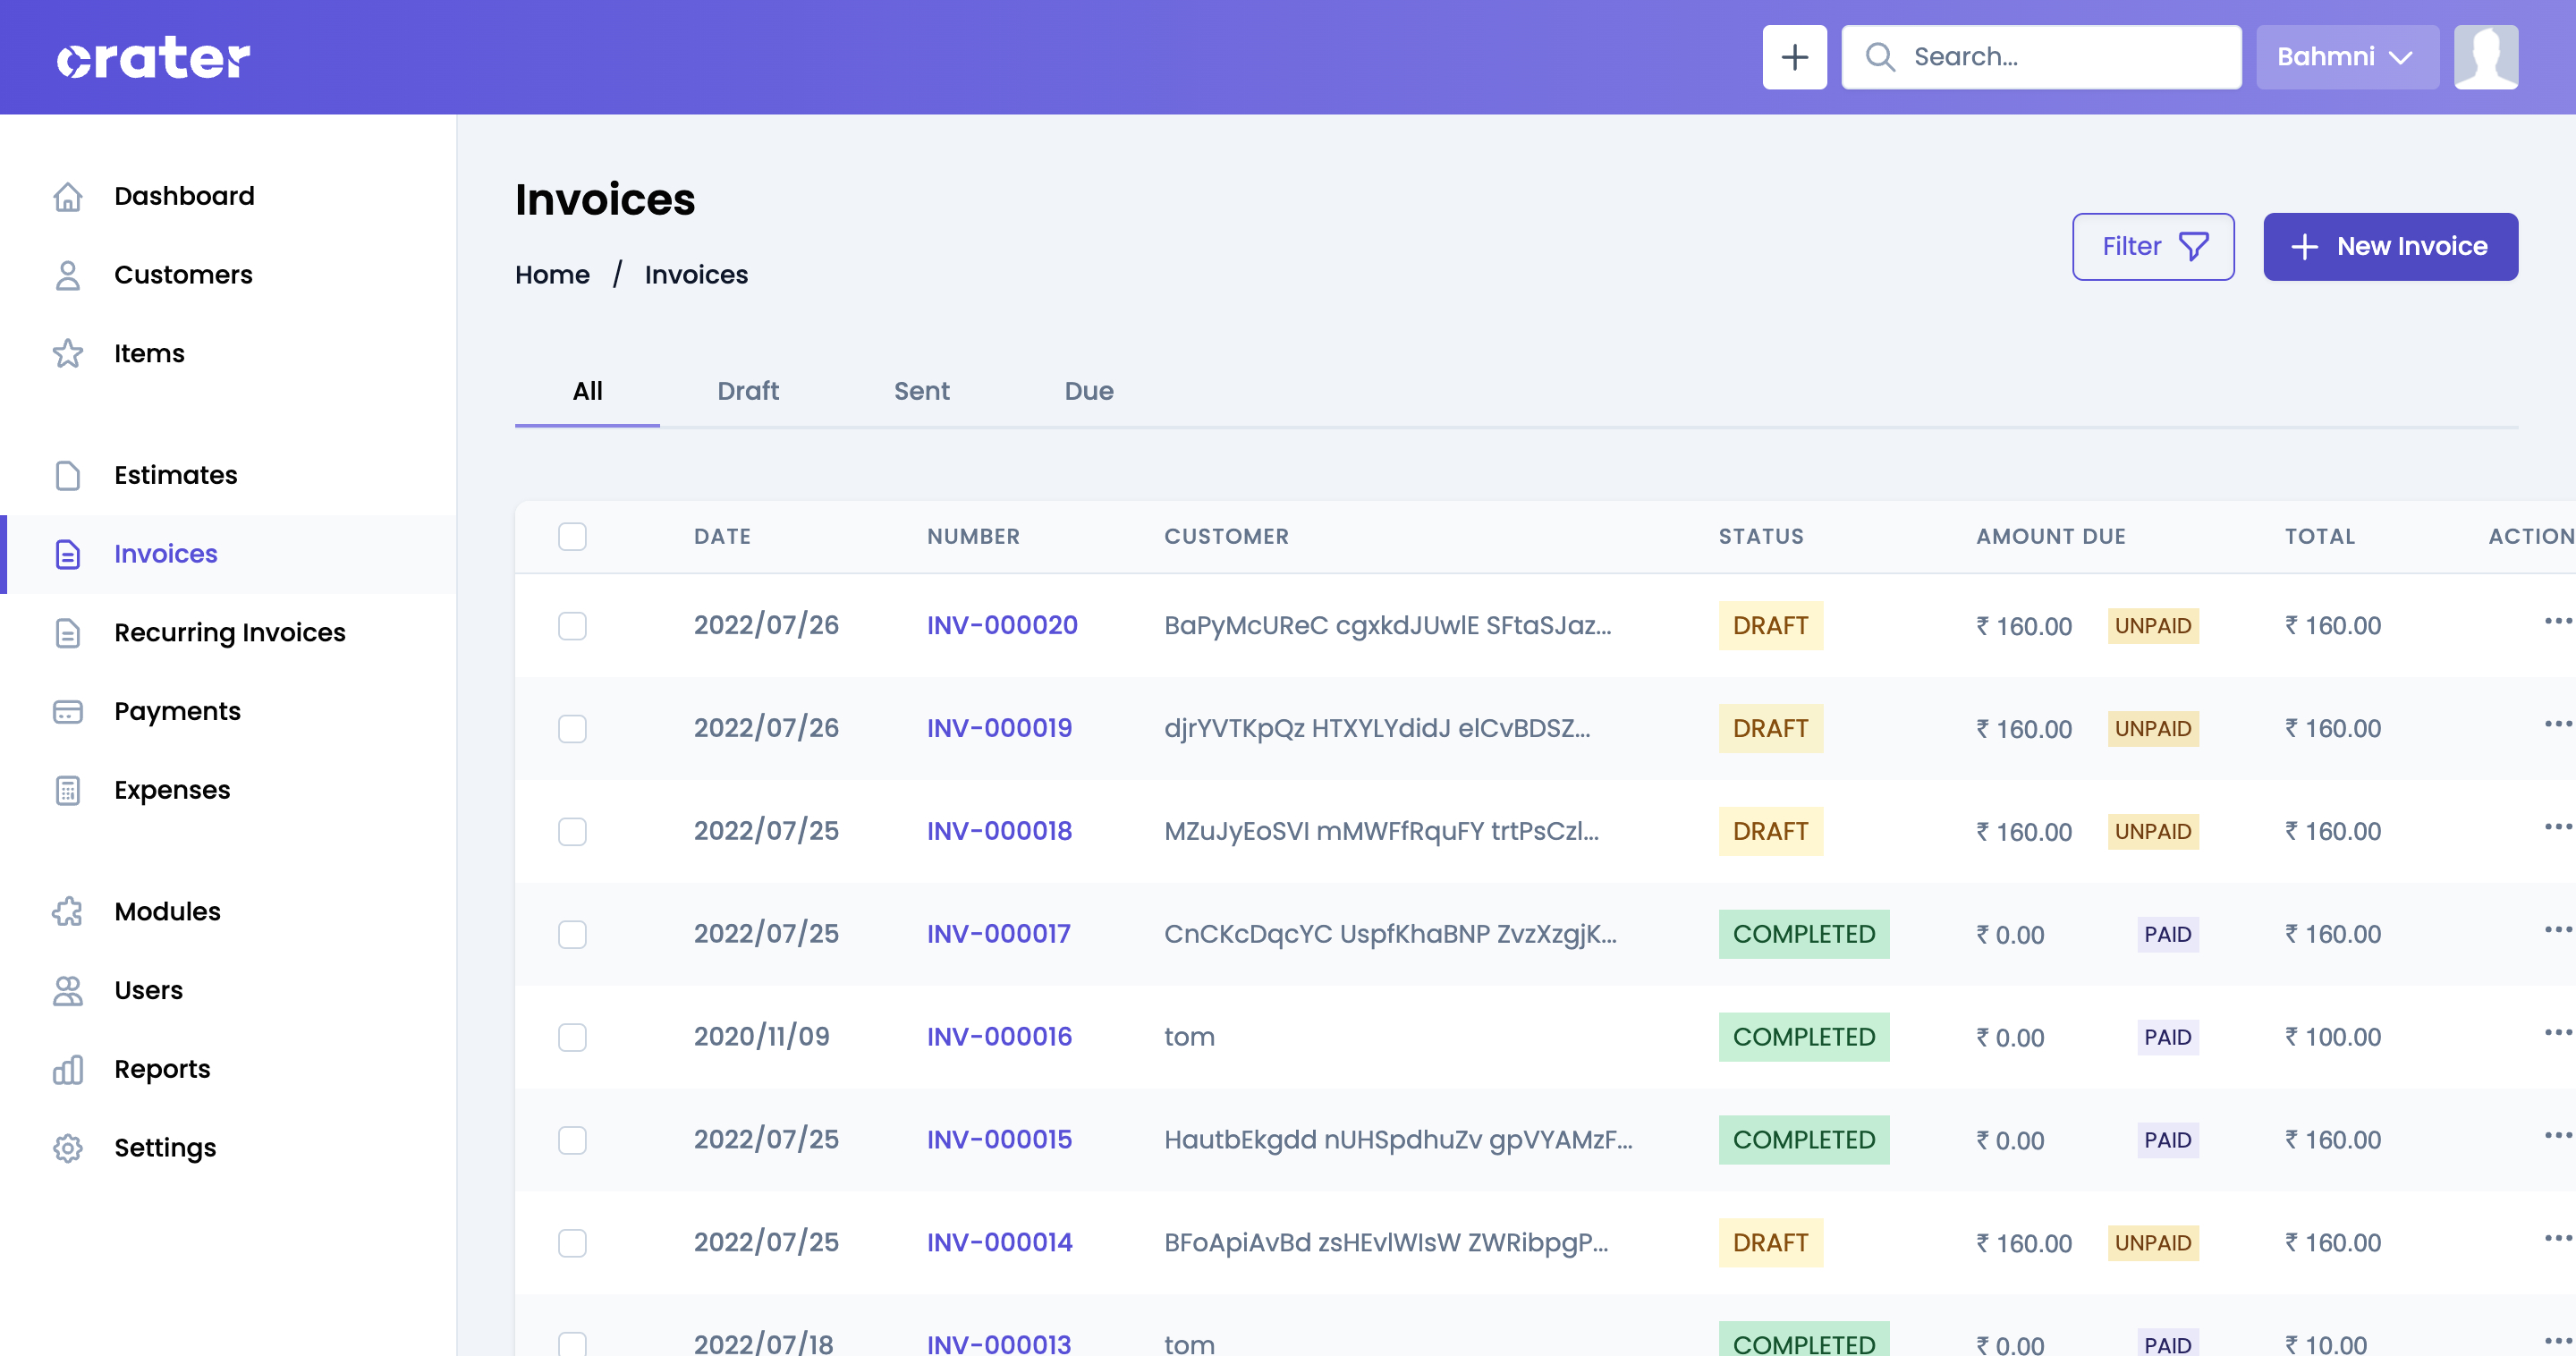 crater
Search...
Bahmni
Dashboard
Customers
Items
Estimates
Invoices
Recurring Invoices
Payments
Expenses
Modules
Users
Reports
Settings
Invoices
Home / Invoices
Filter
New Invoice
All Draft Sent Due
DATE NUMBER CUSTOMER STATUS AMOUNT DUE TOTAL ACTION
2022/07/26 INV-000020 BaPyMcUReC cgxkdJUwlE SFtaSJaz... DRAFT ₹ 160.00 UNPAID ₹ 160.00
2022/07/26 INV-000019 djrYVTKpQz HTXYLYdidJ elCvBDSZ... DRAFT ₹ 160.00 UNPAID ₹ 160.00
2022/07/25 INV-000018 MZuJyEoSVI mMWFfRquFY trtPsCzl... DRAFT ₹ 160.00 UNPAID ₹ 160.00
2022/07/25 INV-000017 CnCKcDqcYC UspfKhaBNP ZvzXzgjK... COMPLETED ₹ 0.00 PAID ₹ 160.00
2020/11/09 INV-000016 tom COMPLETED ₹ 0.00 PAID ₹ 100.00
2022/07/25 INV-000015 HautbEkgdd nUHSpdhuZv gpVYAMzF... COMPLETED ₹ 0.00 PAID ₹ 160.00
2022/07/25 INV-000014 BFoApiAvBd zsHEvlWIsW ZWRibpgP... DRAFT ₹ 160.00 UNPAID ₹ 160.00
2022/07/18 INV-000013 tom COMPLETED ₹ 0.00 PAID ₹ 10.00